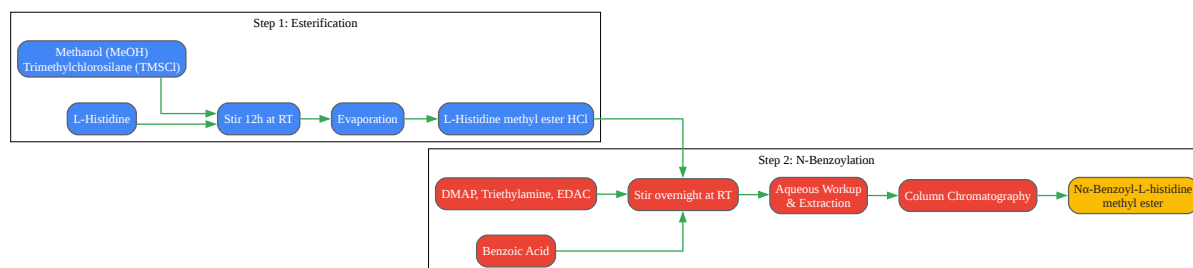 Step 1: Esterification
Methanol (MeOH)
Trimethylchlorosilane (TMSCl)
L-Histidine
Stir 12h at RT
Evaporation
L-Histidine methyl ester HCl
Step 2: N-Benzoylation
DMAP, Triethylamine, EDAC
Stir overnight at RT
Aqueous Workup
& Extraction
Column Chromatography
Nα-Benzoyl-L-histidine
methyl ester
Benzoic Acid